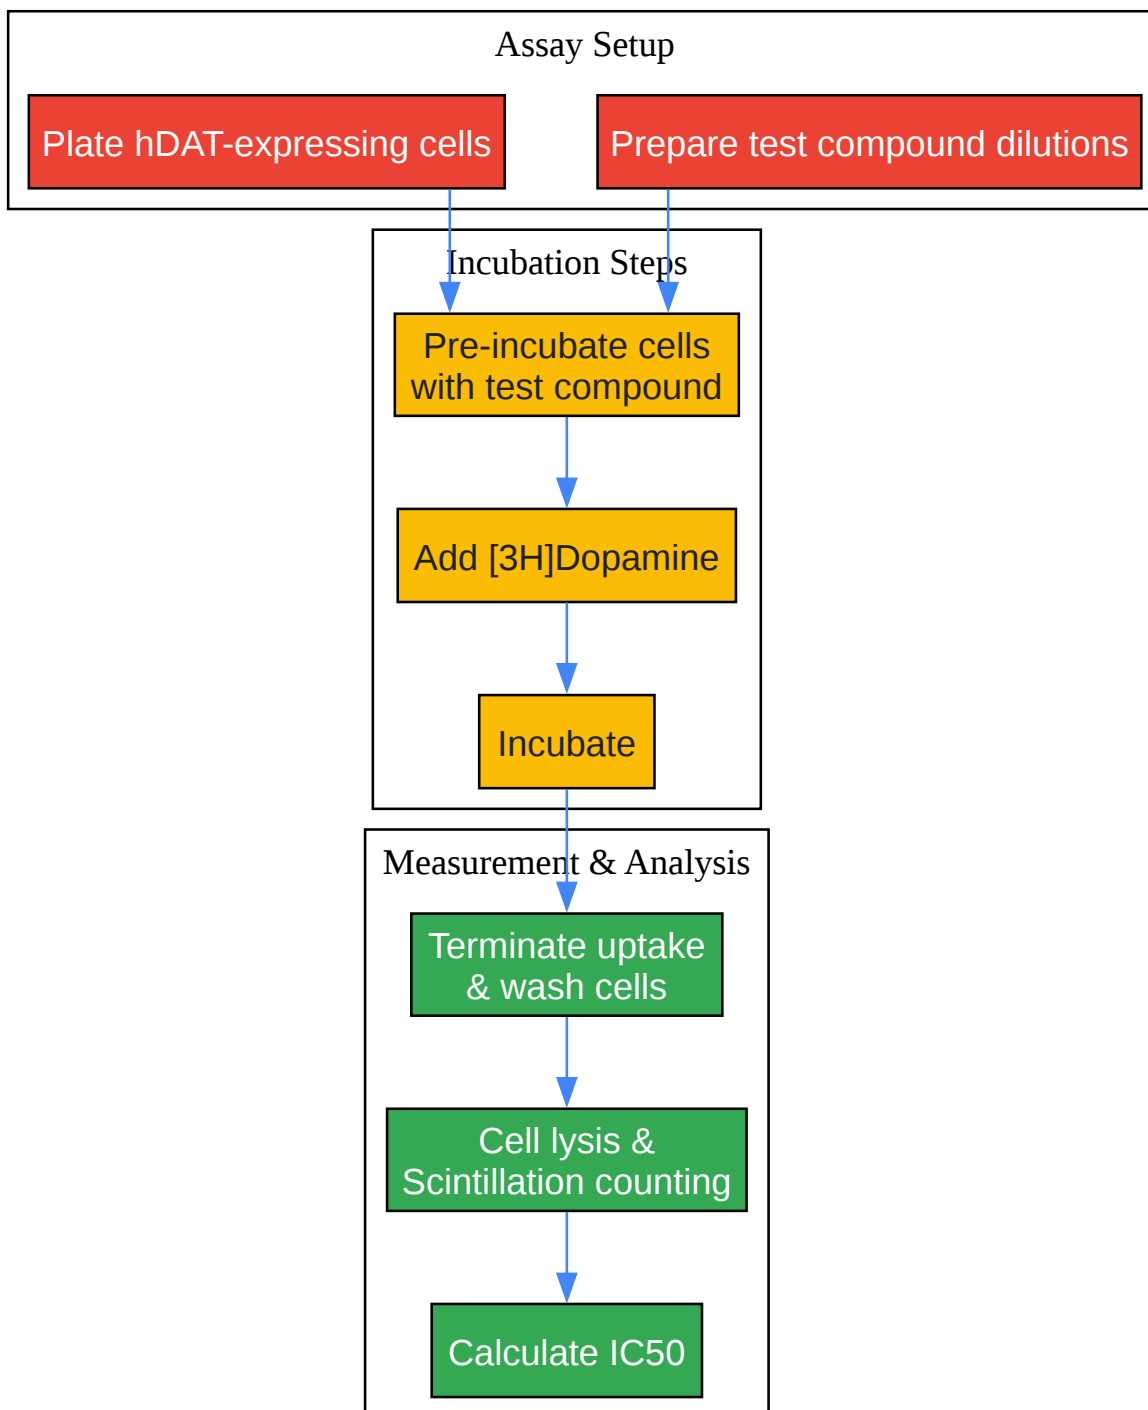 Assay Setup
Plate hDAT-expressing cells
Prepare test compound dilutions
Incubation Steps
Pre-incubate cells
with test compound
Add [3H]Dopamine
Incubate
Measurement & Analysis
Terminate uptake
& wash cells
Cell lysis &
Scintillation counting
Calculate IC50